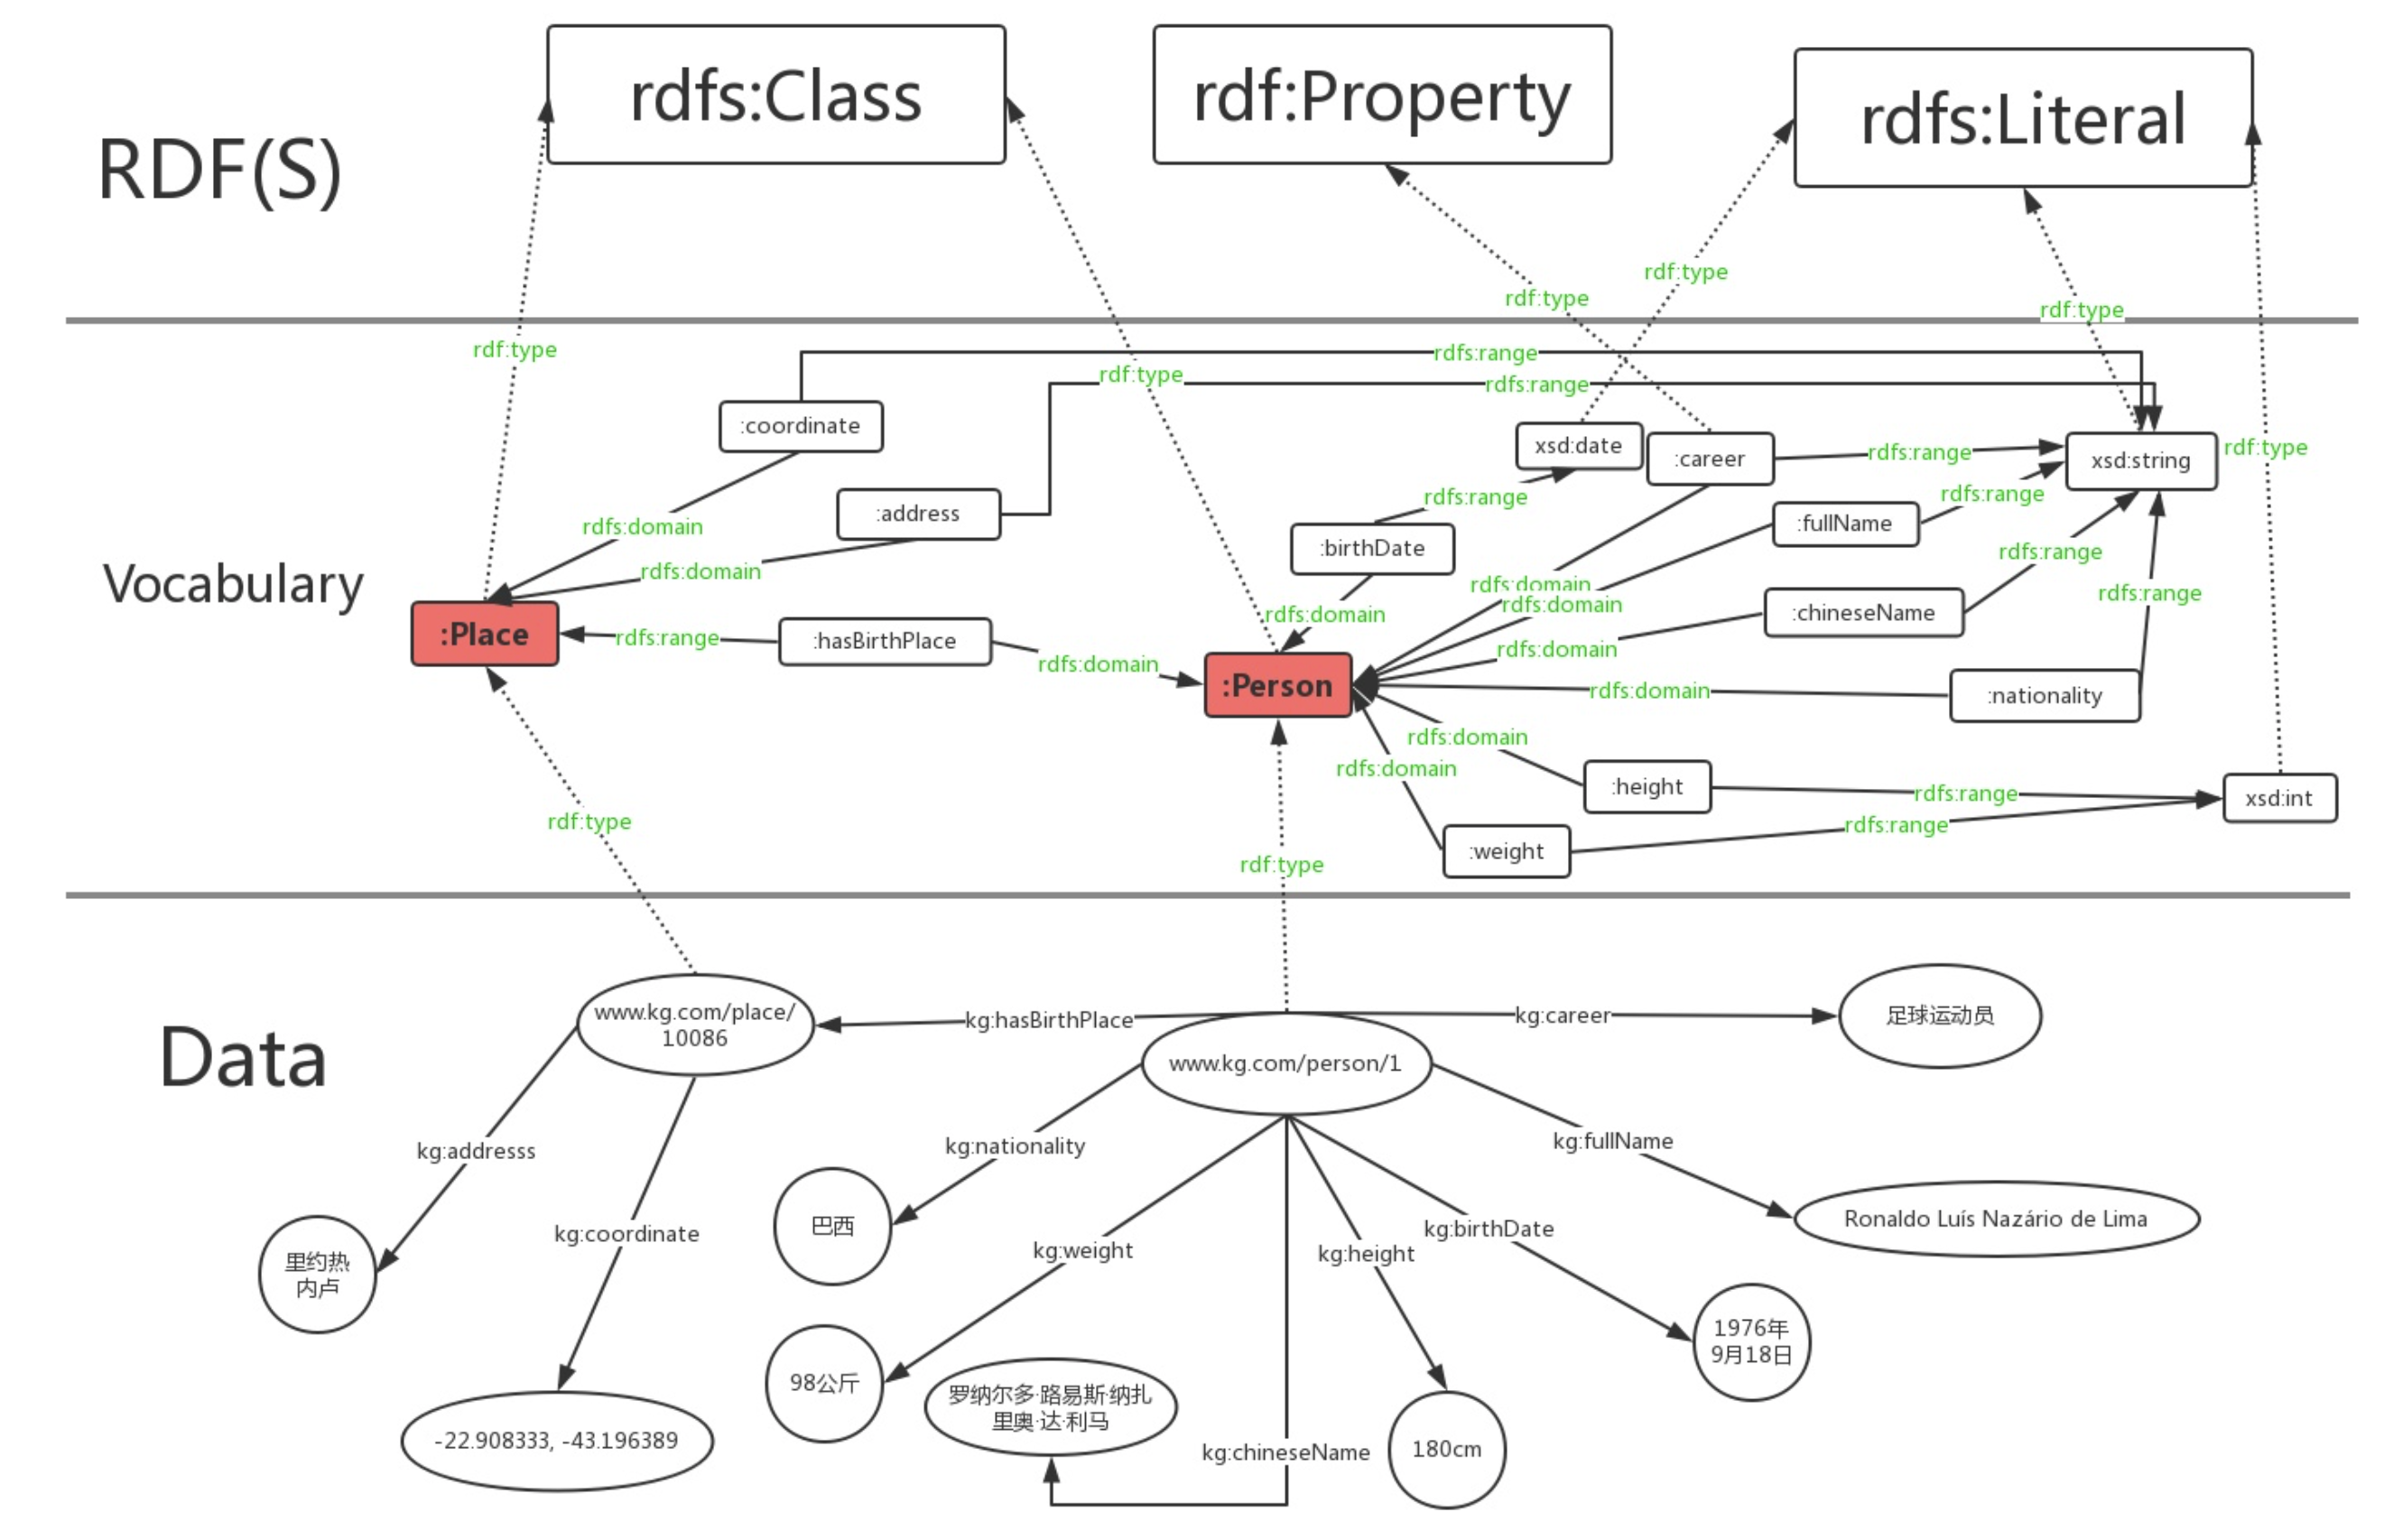 rdfs:Class
rdf:Property
rdfs:Literal
RDF(S)
rdf:type
rdf:type
rdf:type
rdf:type
rdfs:range
rdf:type
rdfs:range
:coordinate
xsd:date
:career
rdfs:range
xsd:string
rdf:type
rdfs:range
rdfs:range
:address
:fullName
rdfs:domain
:birthDate
rdfs:range
rdfs:domain
Vocabulary
rdfs:domain
rdfs:range
rdfs:domain
rdfs:domain
:chineseName
:Place
rdfs:range
:hasBirthPlace
rdfs:domain
rdfs:domain
:Person
rdfs:domain
:nationality
rdfs:domain
rdfs:domain
:height
rdfs:range
xsd:int
rdf:type
rdfs:range
:weight
rdf:type
www.kg.com/place/
10086
kg:hasBirthPlace
kg:career
足球运动员
Data
www.kg.com/person/1
kg:addresss
kg:nationality
kg:fullName
kg:coordinate
巴西
kg:weight
kg:height
kg:birthDate
Ronaldo Luís Nazário de Lima
里约热
内卢
98公斤
1976年
9月18日
罗纳尔多·路易斯·纳扎
里奥·达·利马
-22.908333, -43.196389
kg:chineseName
180cm